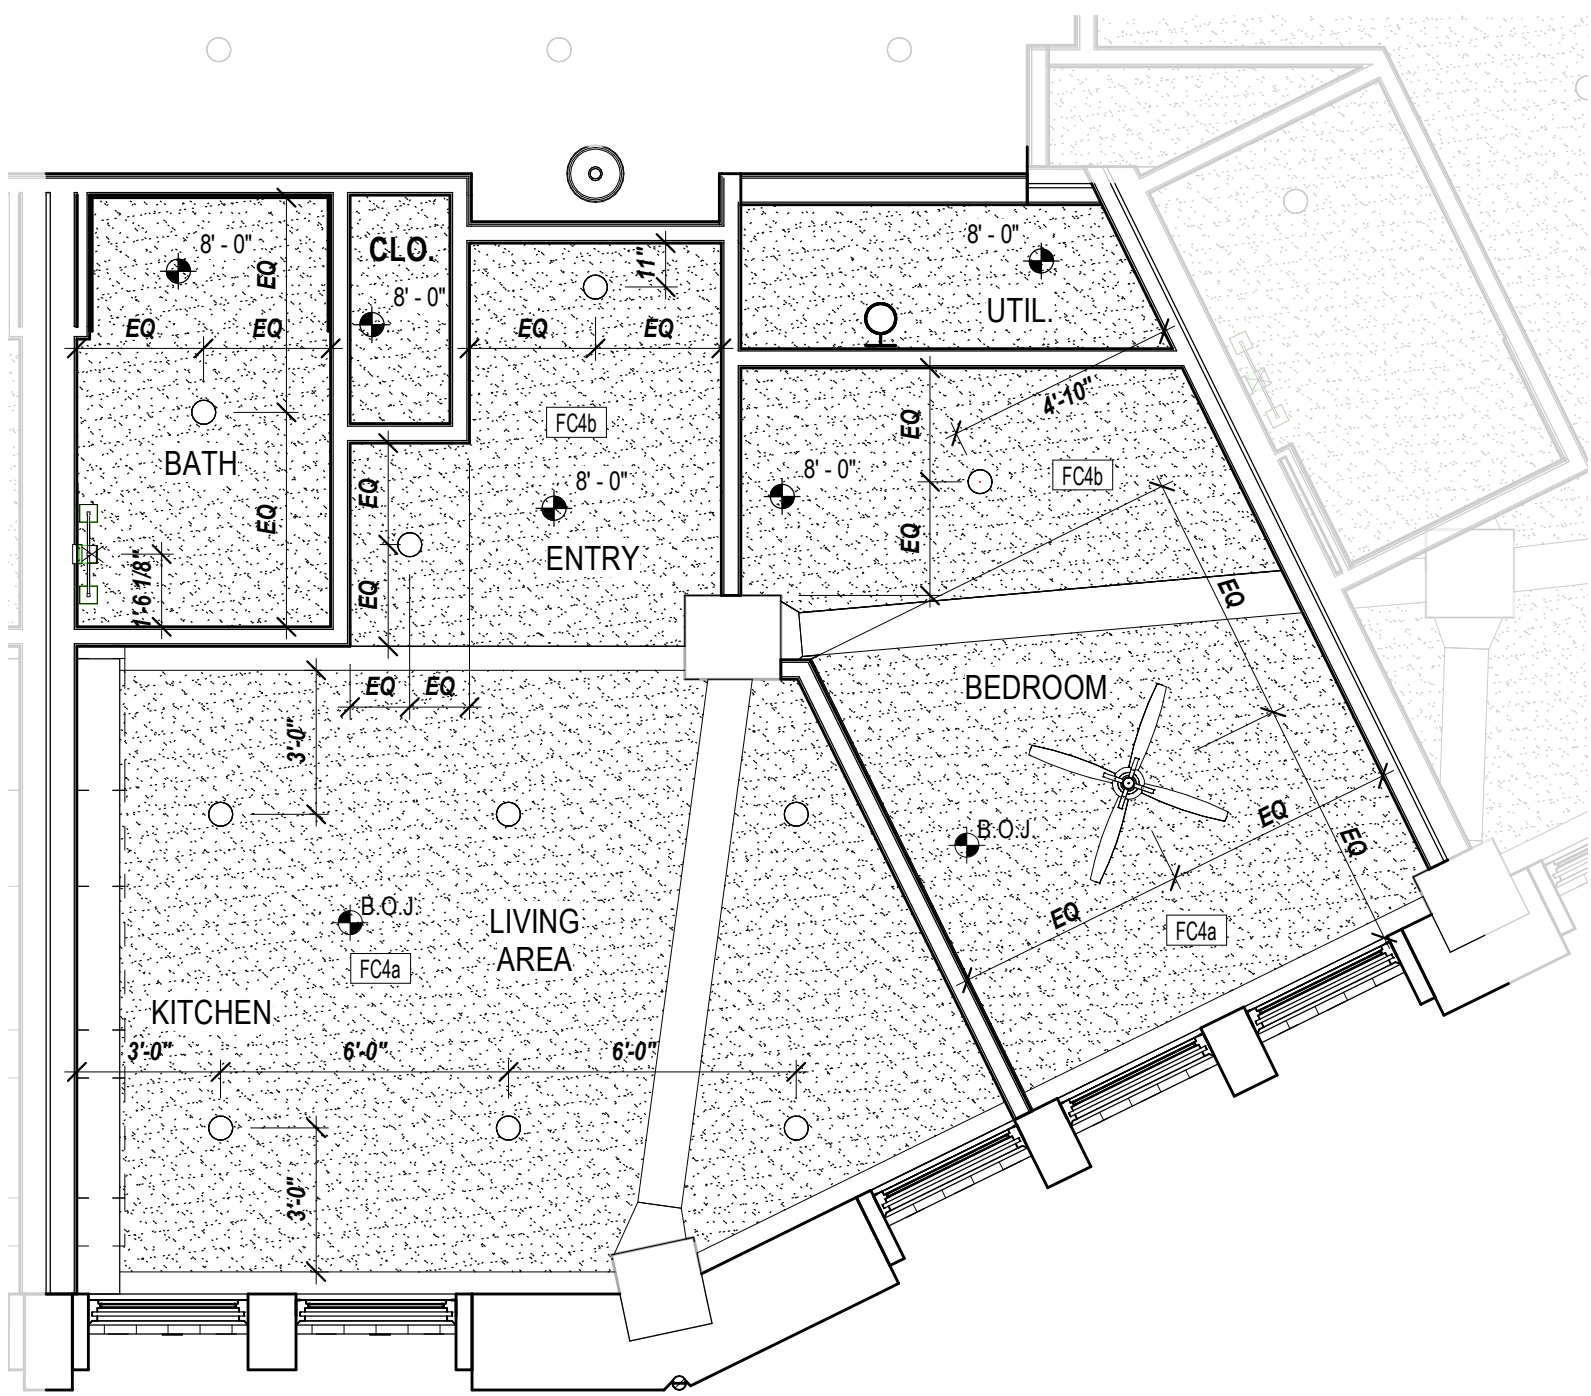 8' - 0"
EQ
CLO.
8' - 0"
11"
8' - 0"
UTIL.
EQ
EQ
EQ
EQ
4'-10"
FC4b
EQ
BATH
8' - 0"
FC4b
EQ
8' - 0"
EQ
EQ
ENTRY
1'-6 1/8"
EQ
EQ
EQ
EQ
BEDROOM
3'-0"
EQ
B.O.J.
EQ
B.O.J.
LIVING
AREA
EQ
FC4a
FC4a
KITCHEN
3'-0"
6'-0"
6'-0"
3'-0"